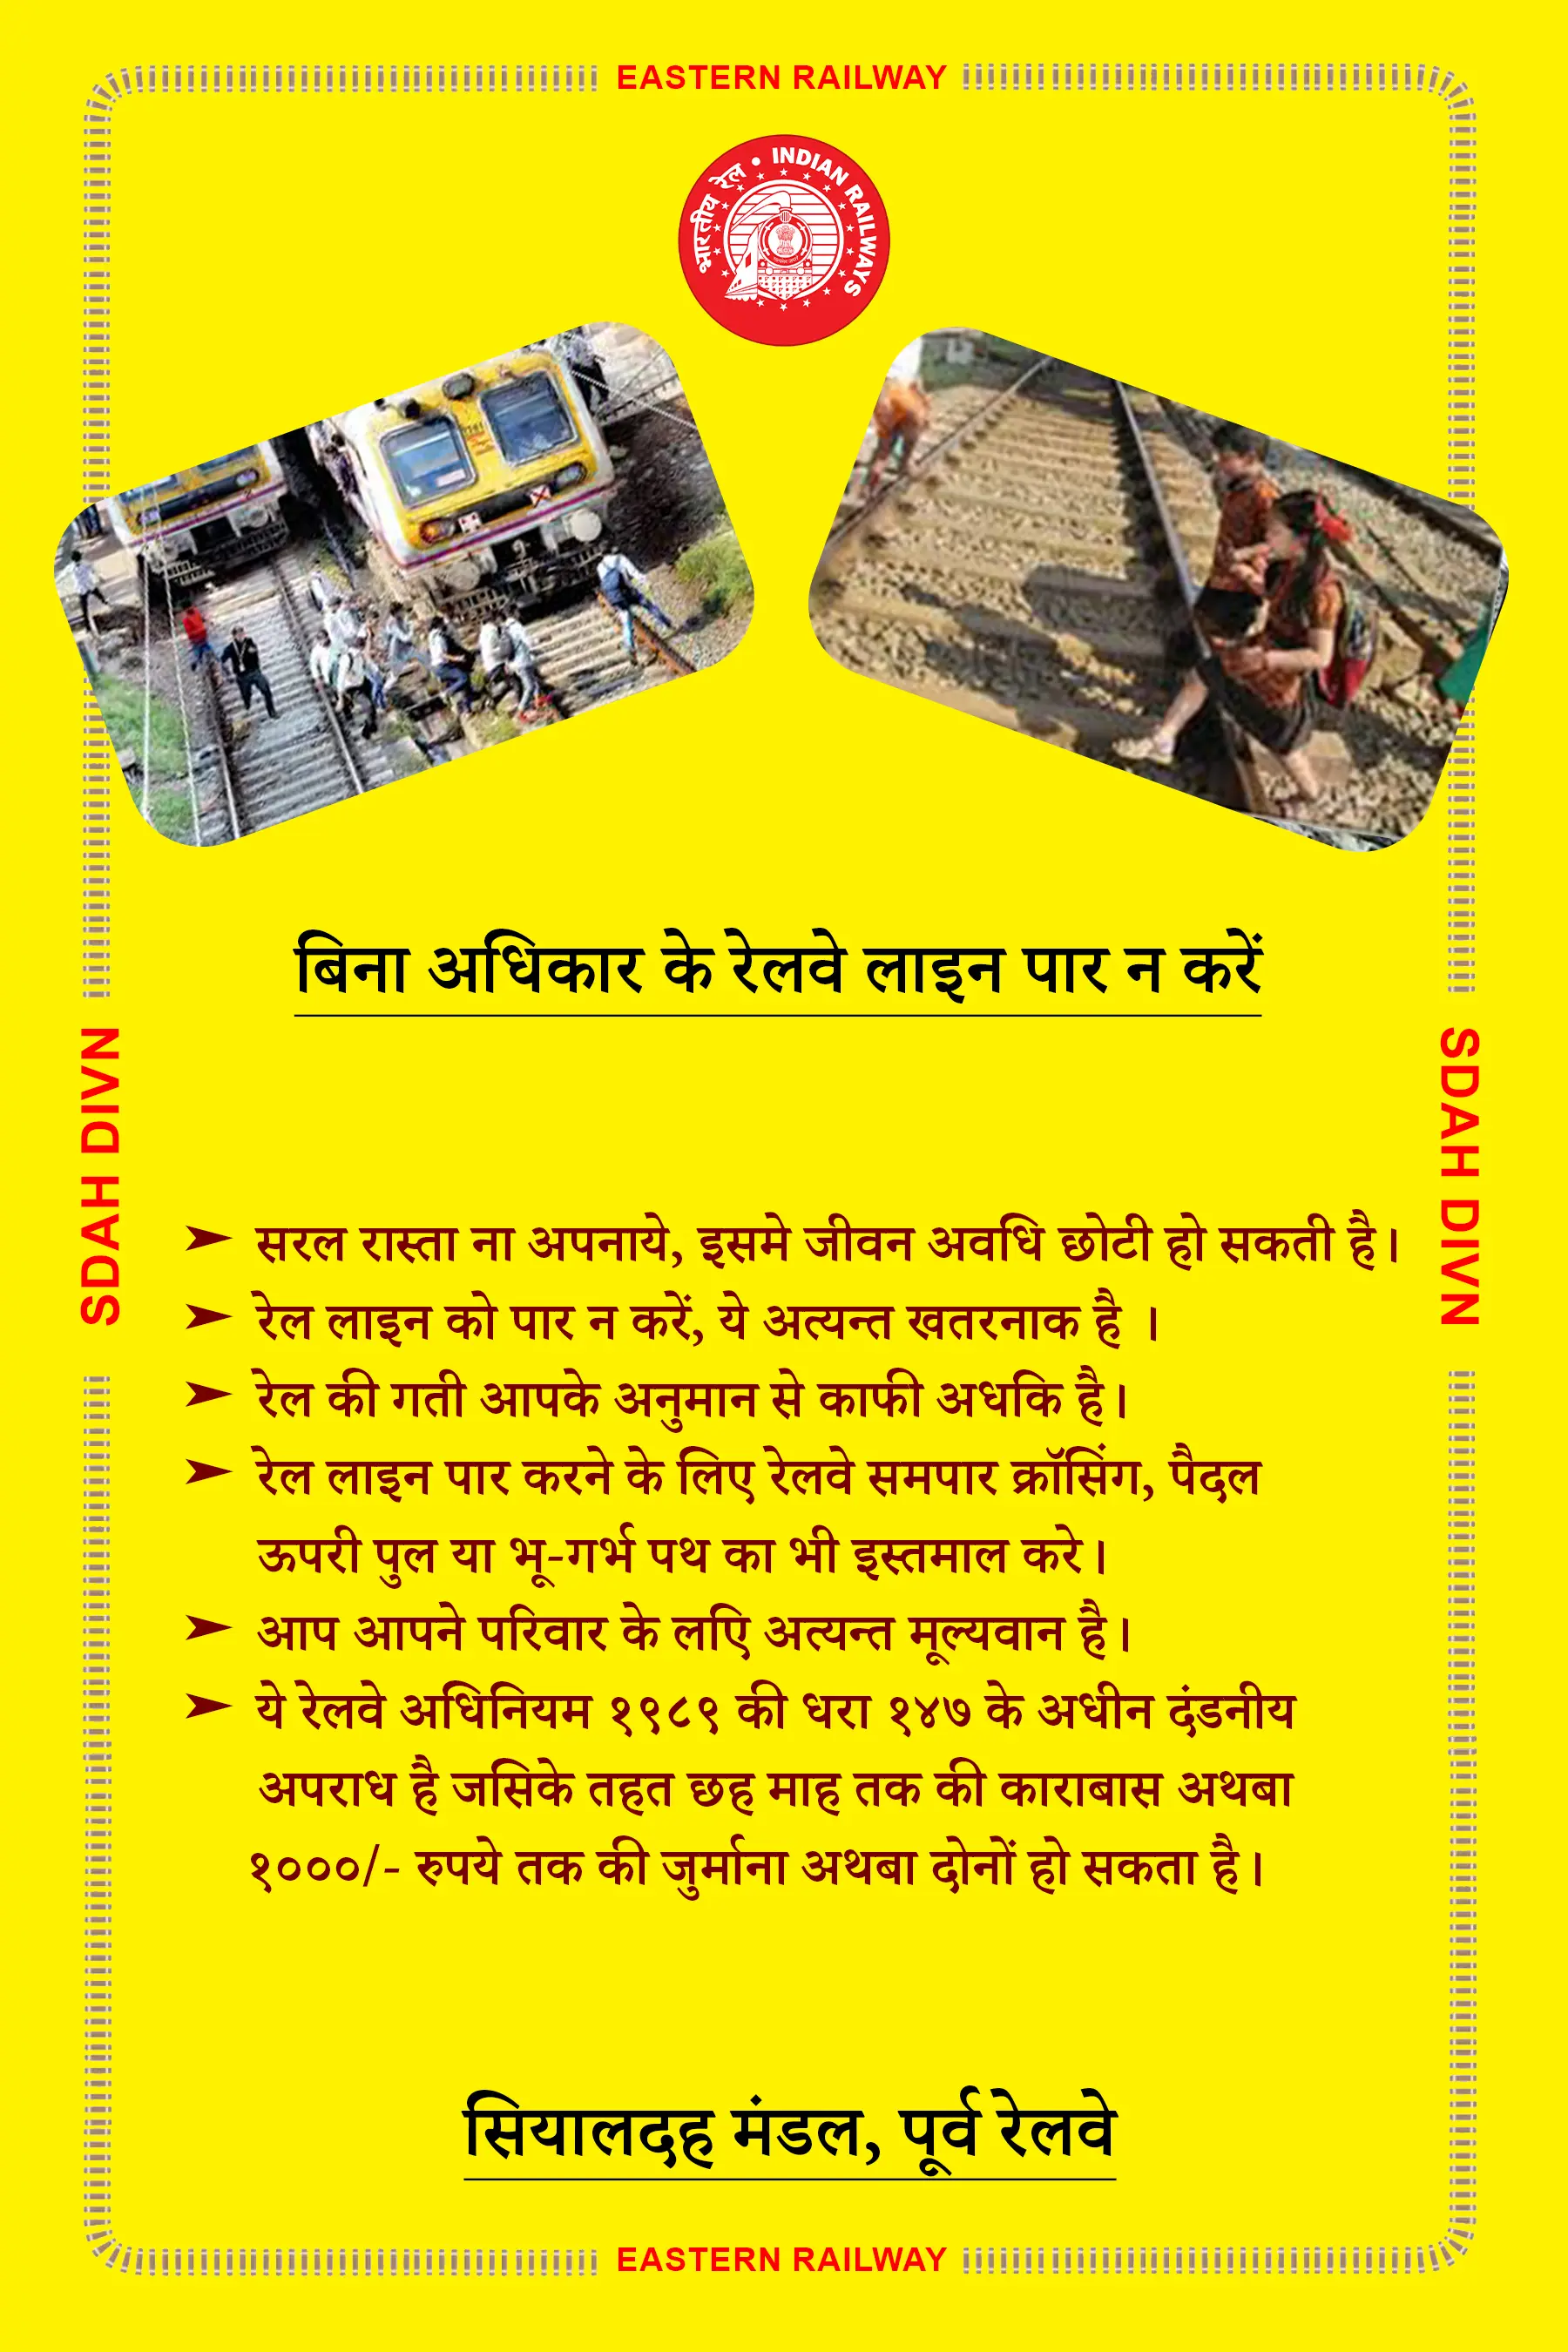 EASTERN RAILWAY
भारतीय रेल • INDIAN RAILWAYS
बिना अधिकार के रेलवे लाइन पार न करें
SDAH DIVN
SDAH DIVN
➤ सरल रास्ता ना अपनाये, इसमे जीवन अवधि छोटी हो सकती है।
➤ रेल लाइन को पार न करें, ये अत्यन्त खतरनाक है ।
➤ रेल की गती आपके अनुमान से काफी अधकि है।
➤ रेल लाइन पार करने के लिए रेलवे समपार क्रॉसिंग, पैदल
ऊपरी पुल या भू-गर्भ पथ का भी इस्तमाल करे।
➤ आप आपने परिवार के लएि अत्यन्त मूल्यवान है।
➤ ये रेलवे अधिनियम १९८९ की धरा १४७ के अधीन दंडनीय
अपराध है जसिके तहत छह माह तक की काराबास अथबा
१०००/- रुपये तक की जुर्माना अथबा दोनों हो सकता है।
सियालदह मंडल, पूर्व रेलवे
EASTERN RAILWAY